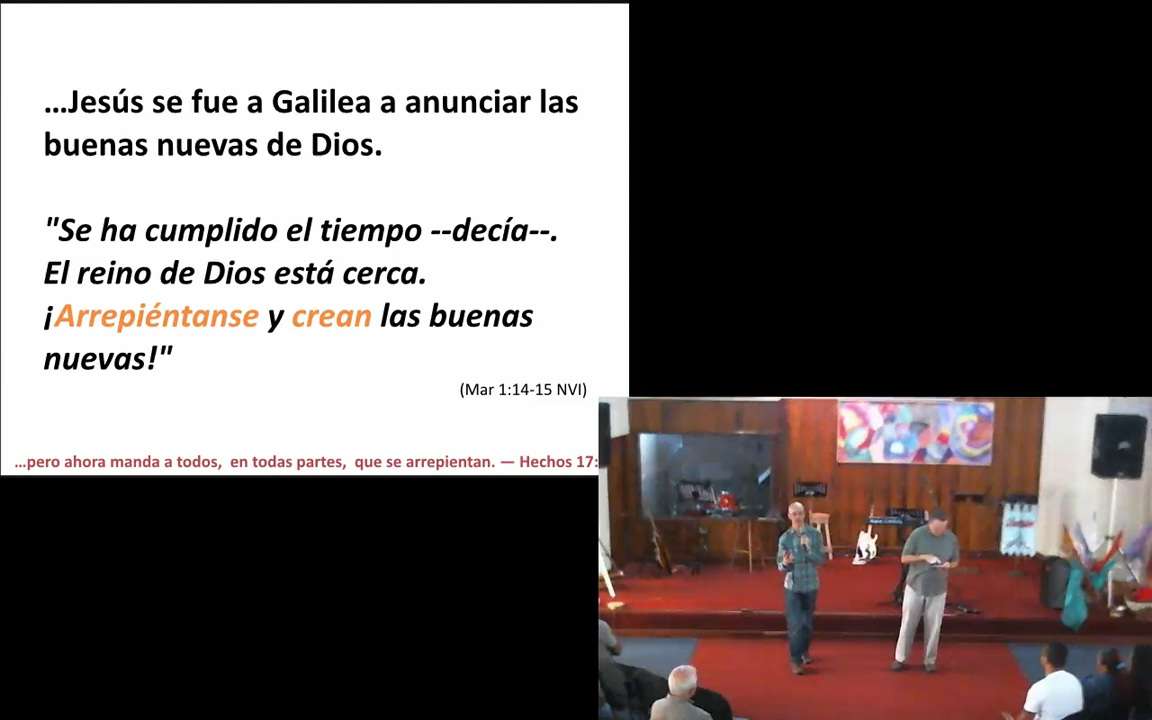 …Jesús se fue a Galilea a anunciar las
buenas nuevas de Dios.
"Se ha cumplido el tiempo --decía--.
El reino de Dios está cerca.
¡Arrepiéntanse y crean las buenas
nuevas!"
(Mar 1:14-15 NVI)
…pero ahora manda a todos, en todas partes, que se arrepientan. — Hechos 17: